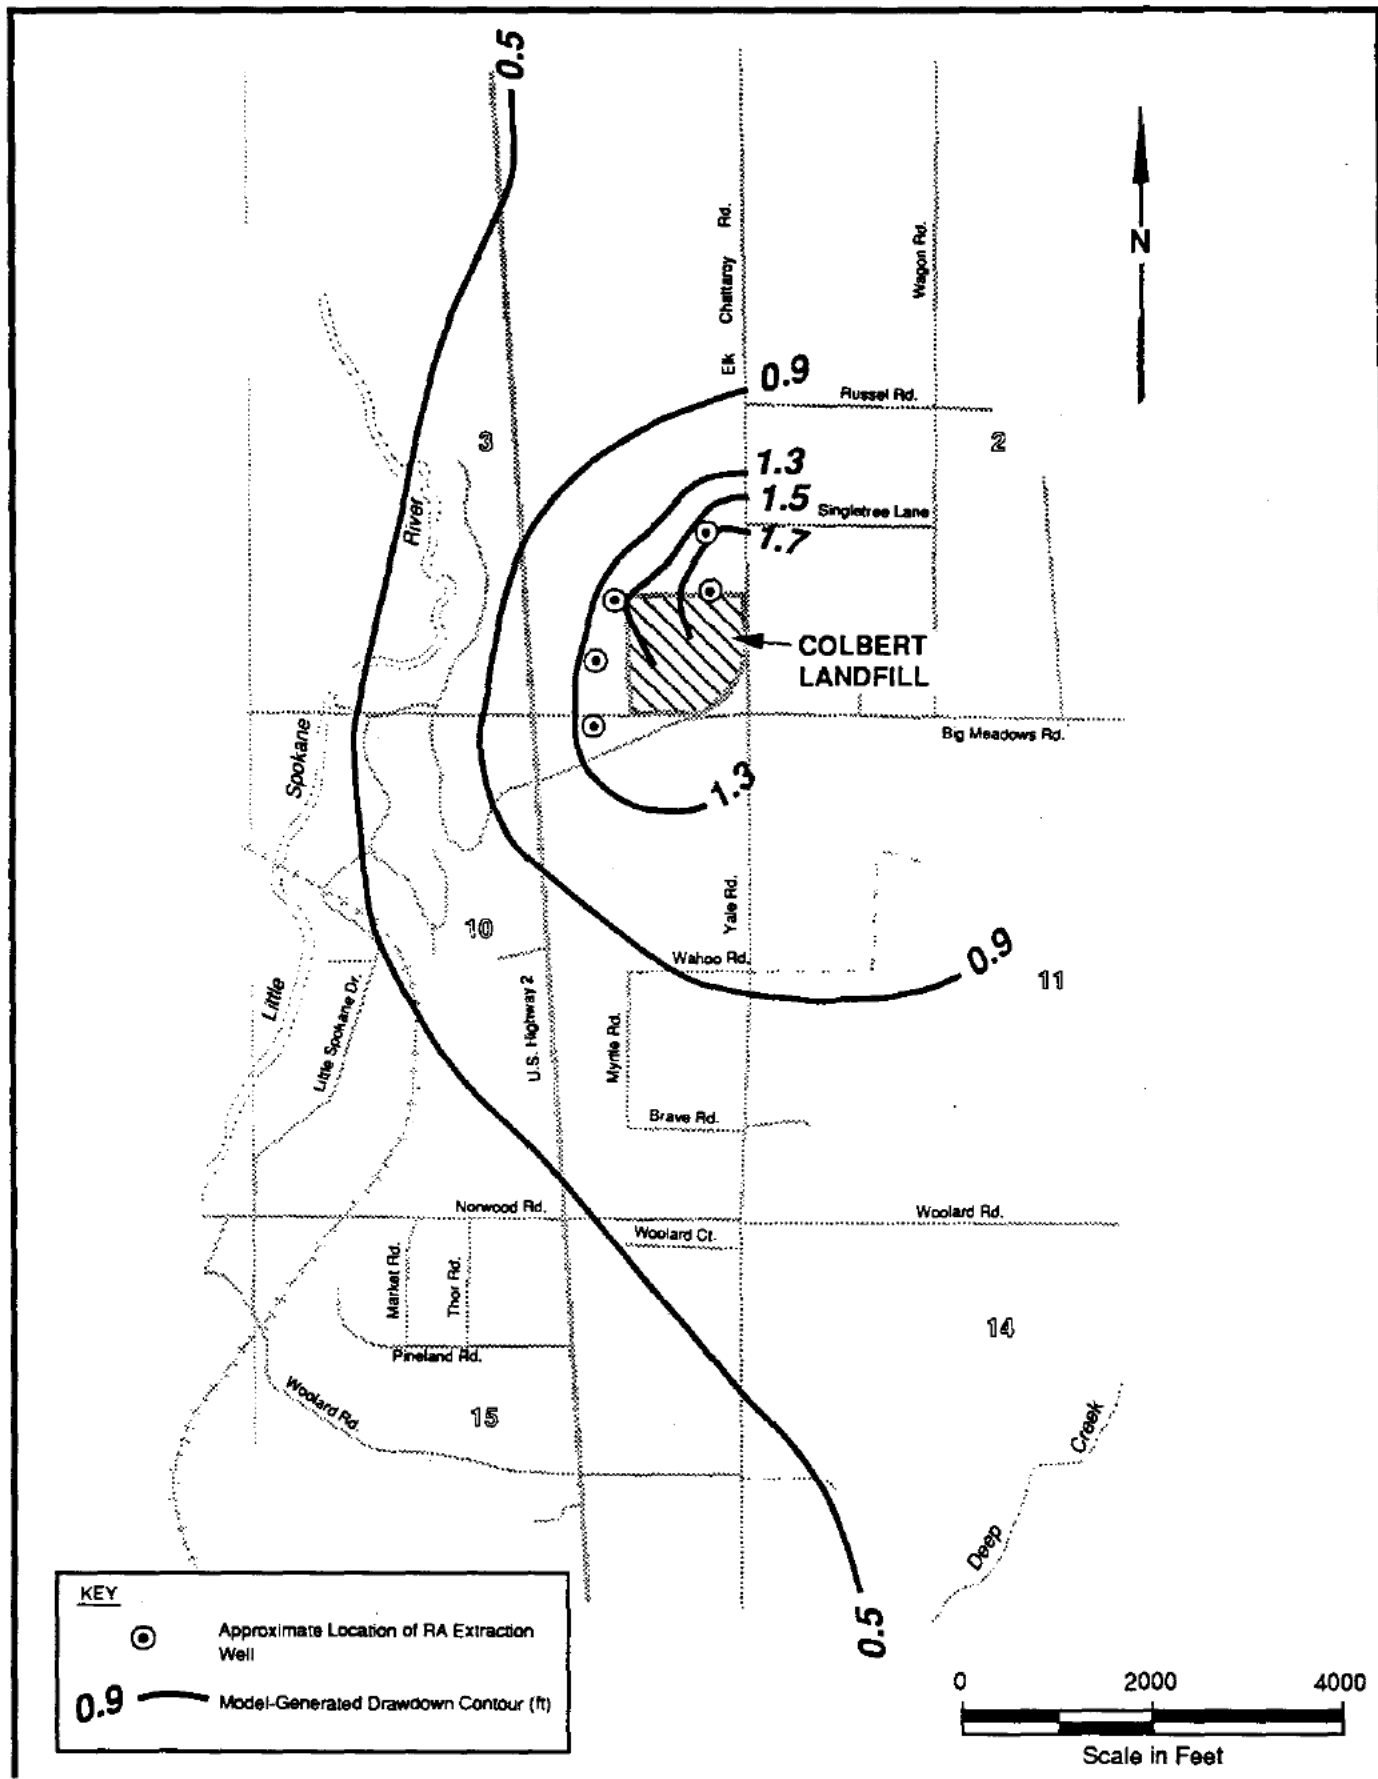 0.5
Elk Chattaroy Rd.
Wagon Rd.
N
0.9
Russel Rd.
3
2
1.3
1.5
Singletree Lane
1.7
River
COLBERT
LANDFILL
Big Meadows Rd.
Spokane
1.3
Yale Rd.
10
Wahoo Rd.
0.9
11
Little
Little Spokane Dr.
U.S. Highway 2
Myrtle Rd.
Brave Rd.
Norwood Rd.
Woolard Rd.
Woolard Ct.
Market Rd.
Thor Rd.
14
Pineland Rd.
Woolard Rd.
15
Creek
Deep
0.5
KEY
Approximate Location of RA Extraction
Well
0.9
Model-Generated Drawdown Contour (ft)
0 2000 4000
Scale in Feet